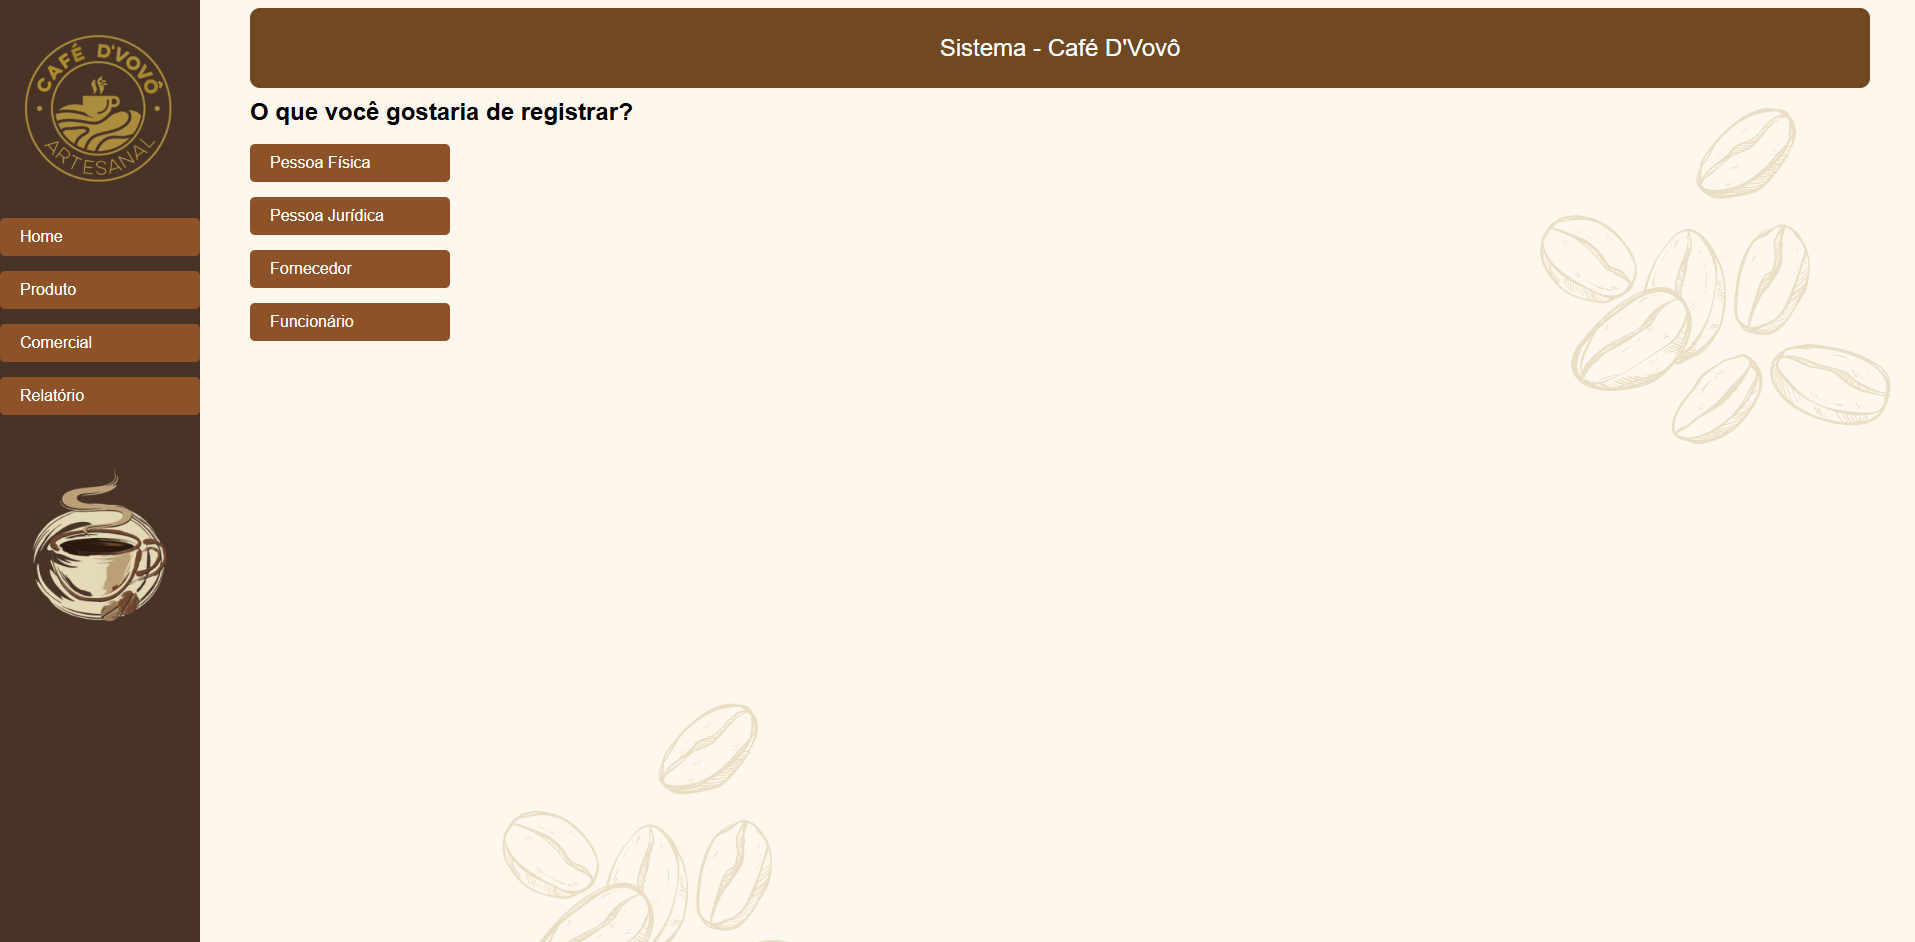 CAFÉ D'VOVÔ
ARTESANAL
Home
Produto
Comercial
Relatório
Sistema - Café D'Vovô
O que você gostaria de registrar?
Pessoa Física
Pessoa Jurídica
Fornecedor
Funcionário